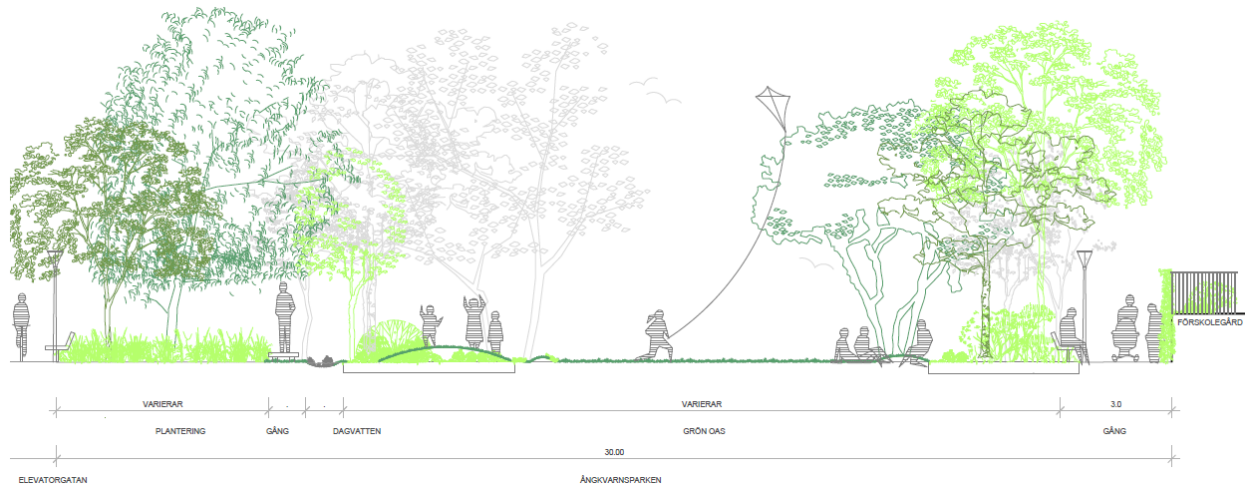 FÖRSKOLEGÅRD
VARIERAR
VARIERAR
3.0
PLANTERING
GÅNG
DAGVATTEN
GRÖN OAS
GÅNG
30.00
ELEVATORGATAN
ÅNGKVARNSPARKEN